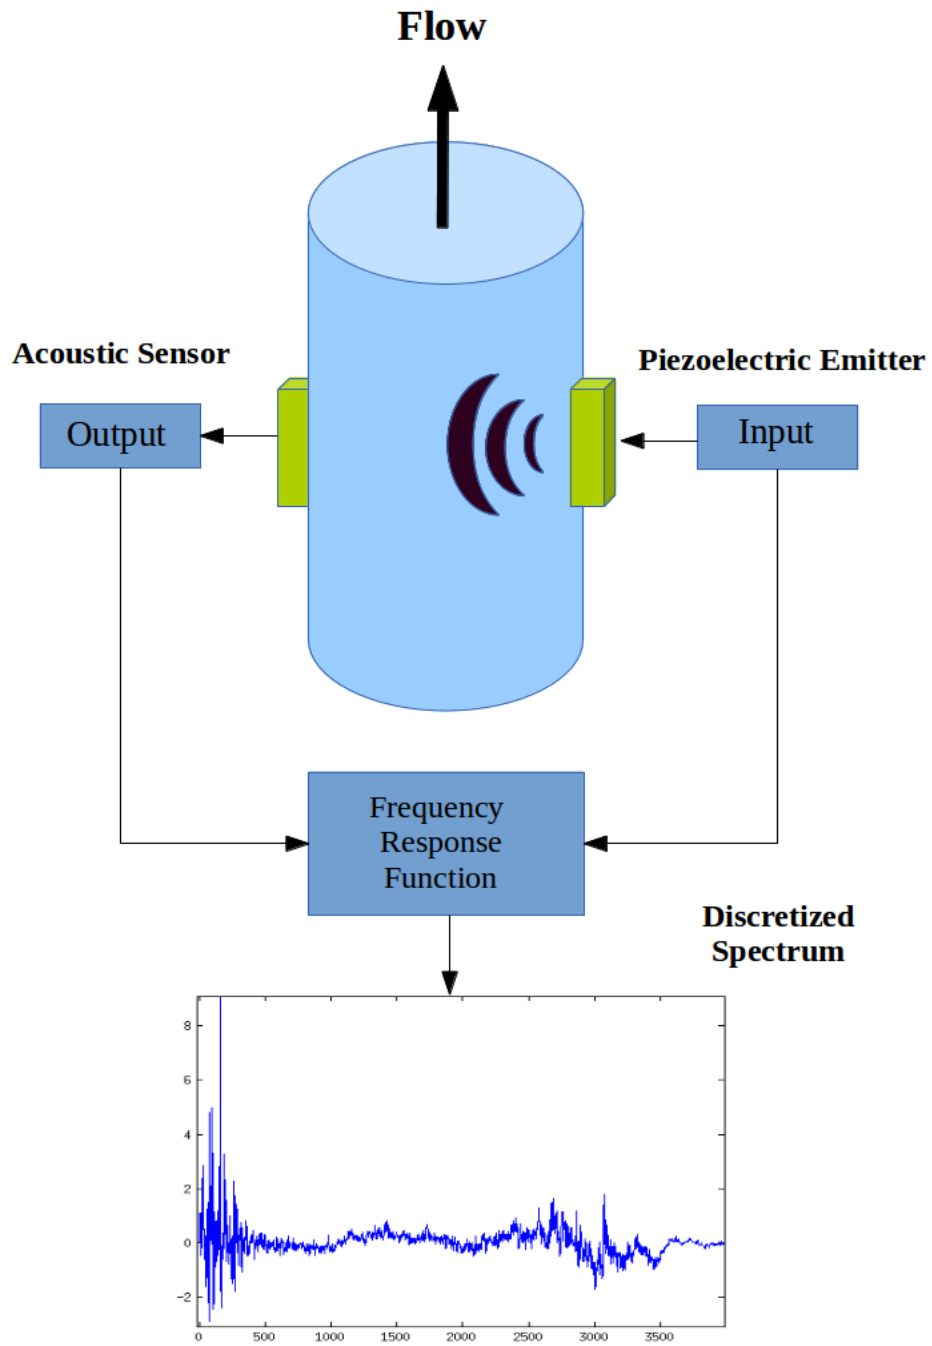 Flow
Acoustic Sensor
Piezoelectric Emitter
Output
Input
Frequency
Response
Function
Discretized
Spectrum
8
6
4
2
0
−2
0 500 1000 1500 2000 2500 3000 3500